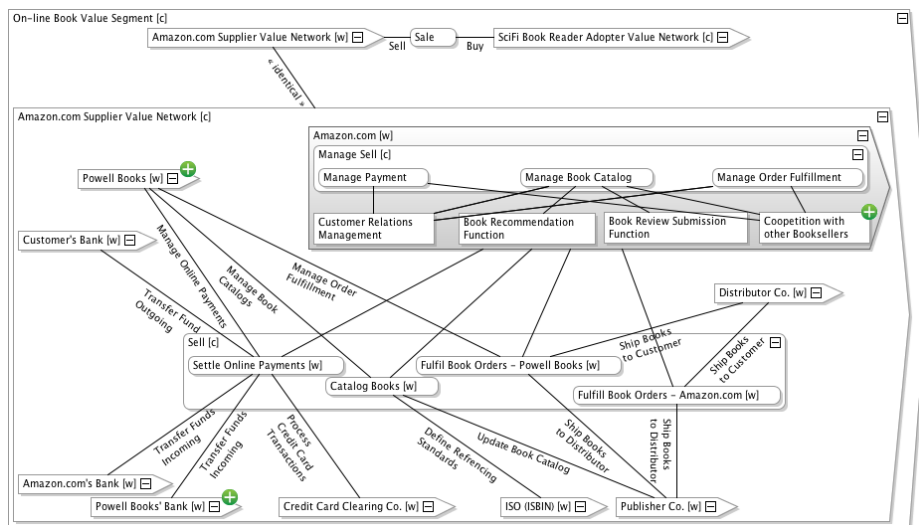 On-line Book Value Segment [c]
Amazon.com Supplier Value Network [w]
Sell
Sale
Buy
SciFi Book Reader Adopter Value Network [c]
« identical »
Amazon.com Supplier Value Network [c]
Amazon.com [w]
Manage Sell [c]
Manage Payment
Manage Book Catalog
Manage Order Fulfillment
Powell Books [w]
Customer Relations
Management
Book Recommendation
Function
Book Review Submission
Function
Coopetition with
other Booksellers
Customer's Bank [w]
Manage Online Payments
Manage Book
Catalogs
Manage Order
Fulfillment
Transfer Fund
Outgoing
Distributor Co. [w]
Sell [c]
Ship Books
to Customer
Ship Books
to Customer
Settle Online Payments [w]
Catalog Books [w]
Fulfil Book Orders - Powell Books [w]
Fulfill Book Orders - Amazon.com [w]
Transfer Funds
Incoming
Transfer Funds
Incoming
Process
Credit Card
Transactions
Define Refrencing
Standards
Update Book Catalog
Ship Books
to Distributor
Ship Books
to Distributor
Amazon.com's Bank [w]
Powell Books' Bank [w]
Credit Card Clearing Co. [w]
ISO (ISBIN) [w]
Publisher Co. [w]